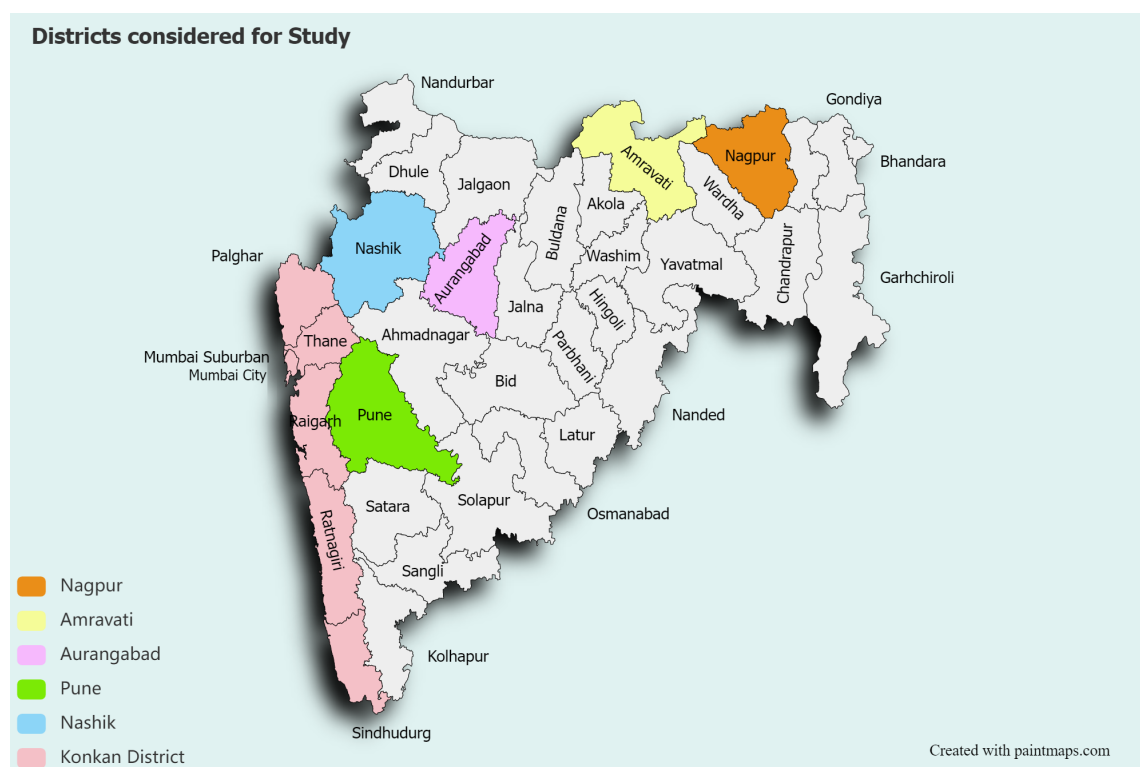 Districts considered for Study
Nandurbar
Gondiya
Nagpur
Amravati
Bhandara
Dhule
Jalgaon
Wardha
Akola
Buldana
Chandrapur
Nashik
Aurangabad
Palghar
Washim
Yavatmal
Garhchiroli
Jalna
Hingoli
Thane
Ahmadnagar
Parbhani
Mumbai Suburban
Mumbai City
Bid
Raigarh
Pune
Nanded
Latur
Satara
Solapur
Osmanabad
Ratnagiri
Sangli
Kolhapur
Sindhudurg
Nagpur
Amravati
Aurangabad
Pune
Nashik
Konkan District
Created with paintmaps.com